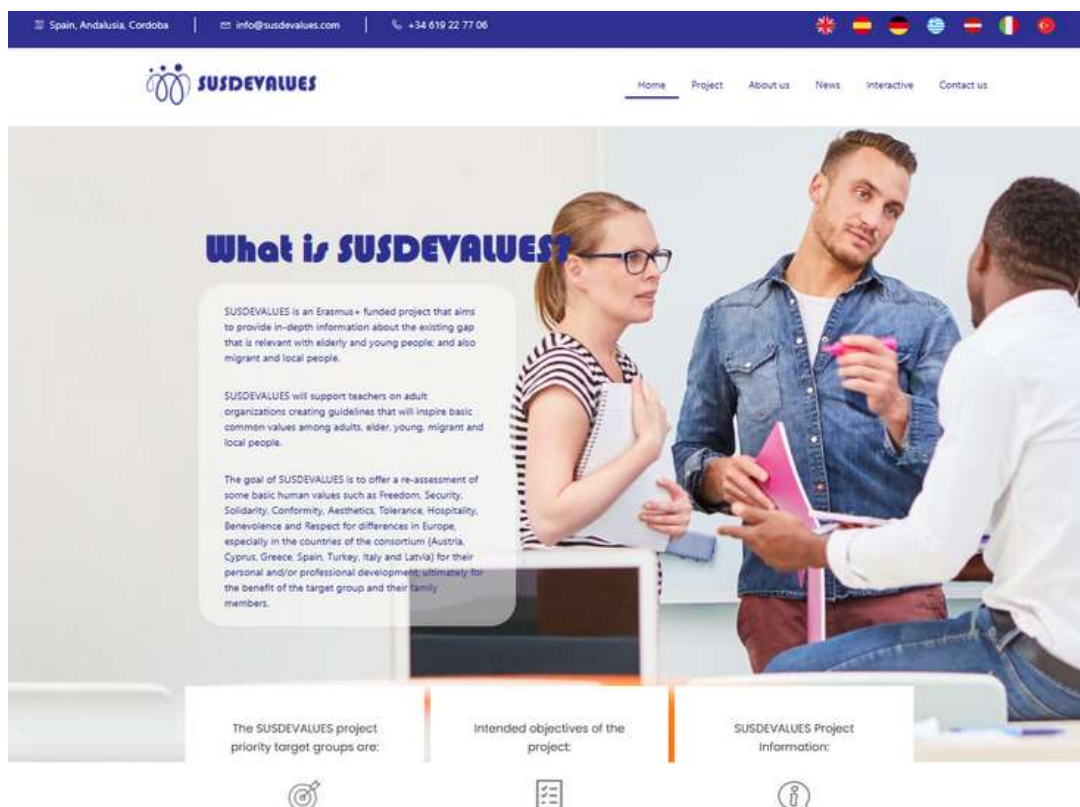 Spain, Andalusia, Cordoba
info@susdevalues.com
+34 619 22 77 06
SUSDEVALUES
Home Project About us News Interactive Contact us
What is SUSDEVALUES?
SUSDEVALUES is an Erasmus+ funded project that aims
to provide in-depth information about the existing gap
that is relevant with elderly and young people; and also
migrant and local people.
SUSDEVALUES will support teachers on adult
organizations creating guidelines that will inspire basic
common values among adults, elder, young, migrant and
local people.
The goal of SUSDEVALUES is to offer a re-assessment of
some basic human values such as Freedom, Security,
Solidarity, Conformity, Aesthetics, Tolerance, Hospitality,
Benevolence and Respect for differences in Europe,
especially in the countries of the consortium (Austria,
Cyprus, Greece, Spain, Turkey, Italy and Latvia) for their
personal and/or professional development, ultimately for
the benefit of the target group and their family
members.
The SUSDEVALUES project
priority target groups are:
Intended objectives of the
project:
SUSDEVALUES Project
Information: